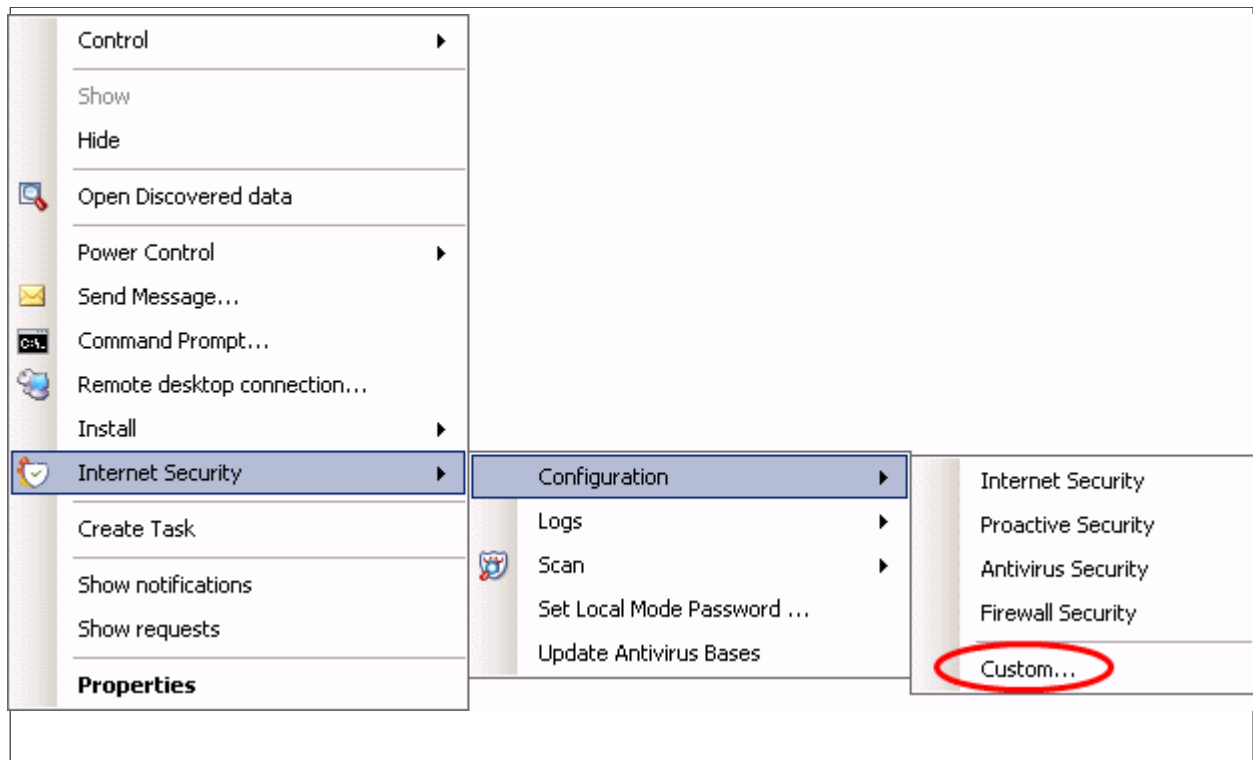 Control
Show
Hide
Open Discovered data
Power Control
Send Message...
C:\.
Command Prompt...
Remote desktop connection...
Install
Internet Security
Create Task
Show notifications
Show requests
Properties
Configuration
Logs
Scan
Set Local Mode Password ...
Update Antivirus Bases
Internet Security
Proactive Security
Antivirus Security
Firewall Security
Custom...